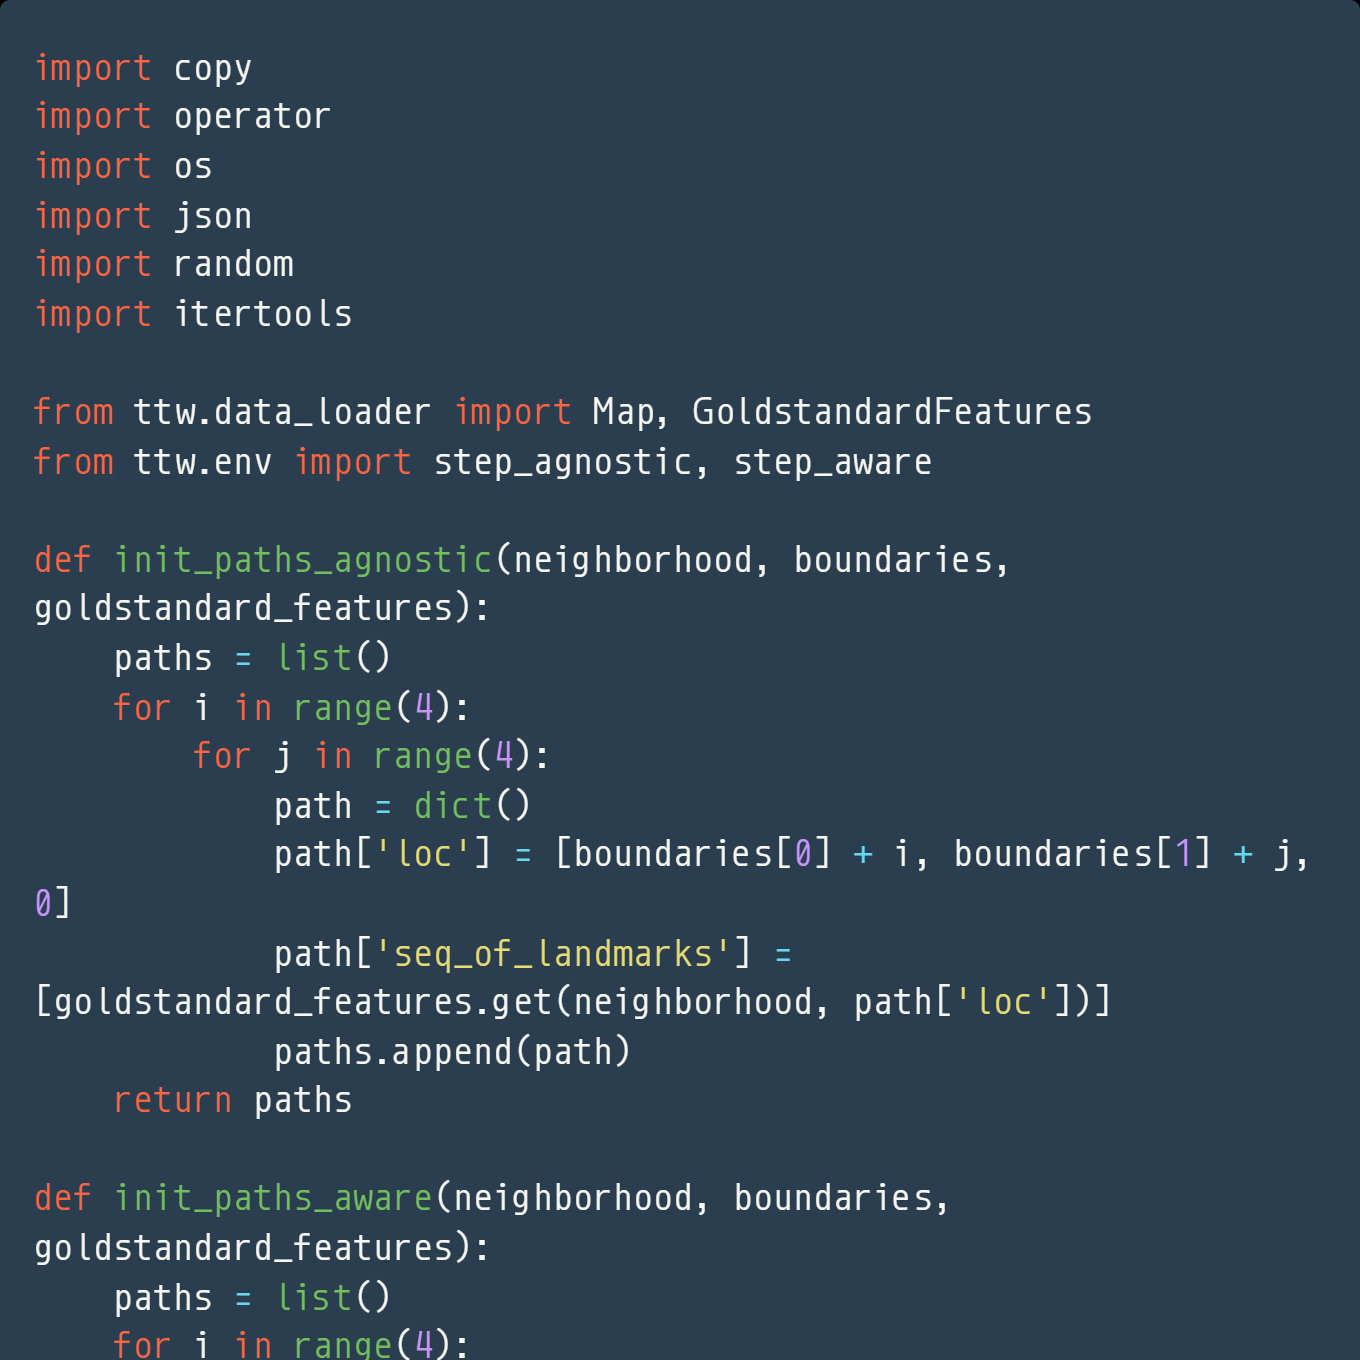 import copy
import operator
import os
import json
import random
import itertools

from ttw.data_loader import Map, GoldstandardFeatures
from ttw.env import step_agnostic, step_aware

def init_paths_agnostic(neighborhood, boundaries,
goldstandard_features):
    paths = list()
    for i in range(4):
        for j in range(4):
            path = dict()
            path['loc'] = [boundaries[0] + i, boundaries[1] + j,
0]
            path['seq_of_landmarks'] =
[goldstandard_features.get(neighborhood, path['loc'])]
            paths.append(path)
    return paths

def init_paths_aware(neighborhood, boundaries,
goldstandard_features):
    paths = list()
    for i in range(4):